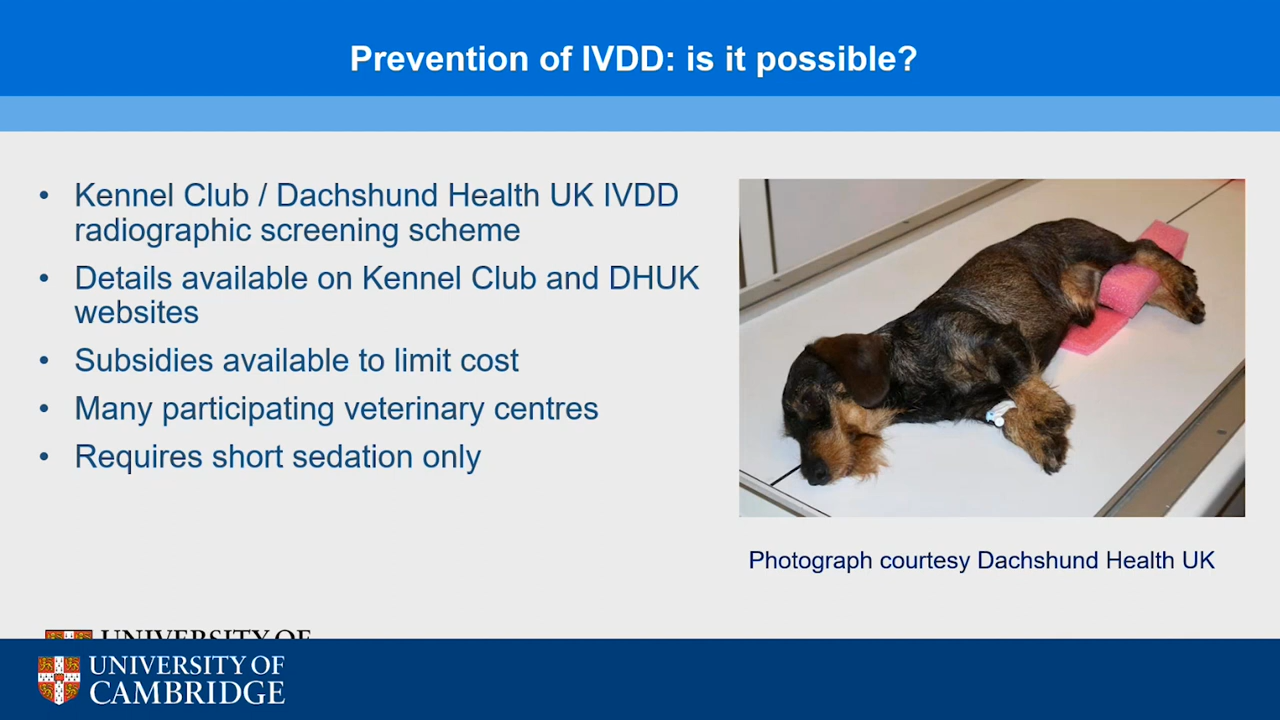 Prevention of IVDD: is it possible?
• Kennel Club / Dachshund Health UK IVDD
radiographic screening scheme
• Details available on Kennel Club and DHUK
websites
• Subsidies available to limit cost
• Many participating veterinary centres
• Requires short sedation only
Photograph courtesy Dachshund Health UK
UNIVERSITY OF
UNIVERSITY OF
CAMBRIDGE